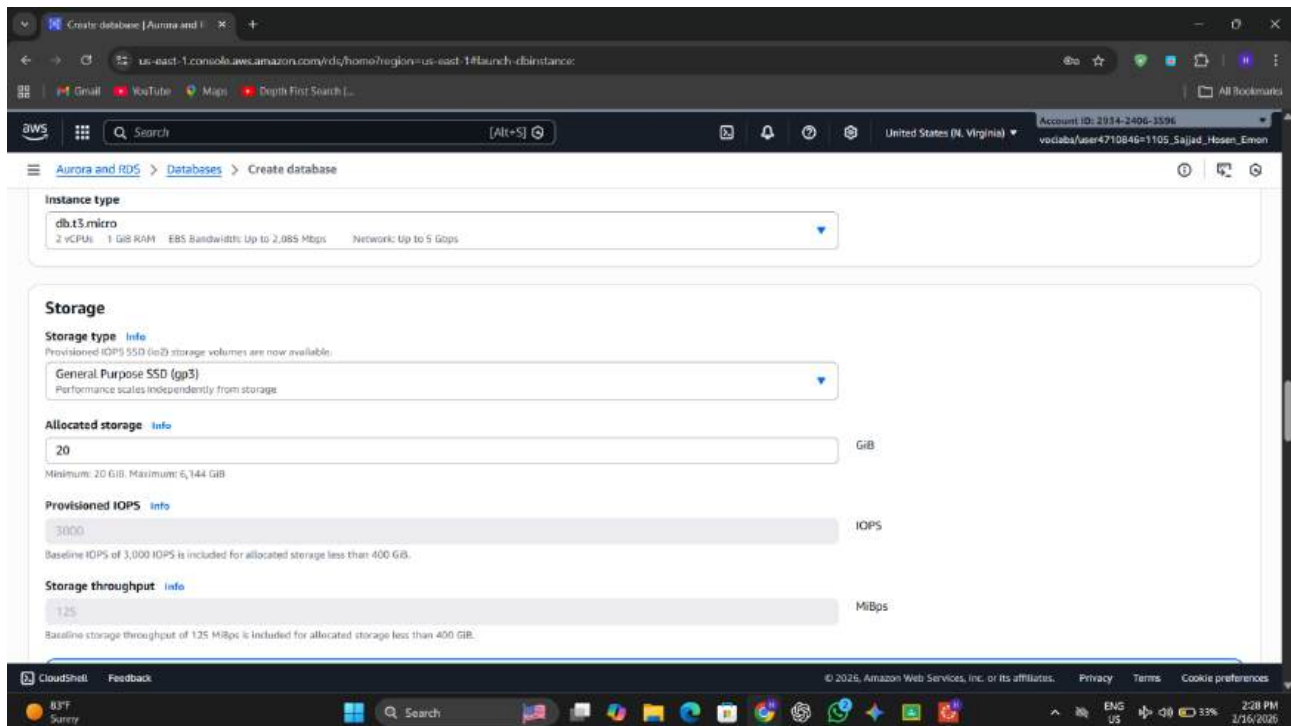 Create database | Aurora and
us-east-1.console.aws.amazon.com/rds/home?region=us-east-1#launch-dbinstance:
Gmail YouTube Maps Depth First Search (...
All Bookmarks
aws Search [Alt+S] United States (N. Virginia)
Account ID: 2934-2406-3596
voclabs/user4710846=1105_Sajjad_Hosen_Emon
Aurora and RDS > Databases > Create database
Instance type
db.t3.micro
2 vCPUs 1 GiB RAM EBS Bandwidth: Up to 2,085 Mbps Network: Up to 5 Gbps
Storage
Storage type Info
Provisioned IOPS SSD (io2) storage volumes are now available.
General Purpose SSD (gp3)
Performance scales independently from storage
Allocated storage Info
20 GiB
Minimum: 20 GiB. Maximum: 6,144 GiB
Provisioned IOPS Info
3000 IOPS
Baseline IOPS of 3,000 IOPS is included for allocated storage less than 400 GiB.
Storage throughput Info
125 MiBps
Baseline storage throughput of 125 MiBps is included for allocated storage less than 400 GiB.
CloudShell Feedback © 2026, Amazon Web Services, Inc. or its affiliates. Privacy Terms Cookie preferences
83°F
Sunny
Search
ENG
US
33%
2:28 PM
2/16/2026